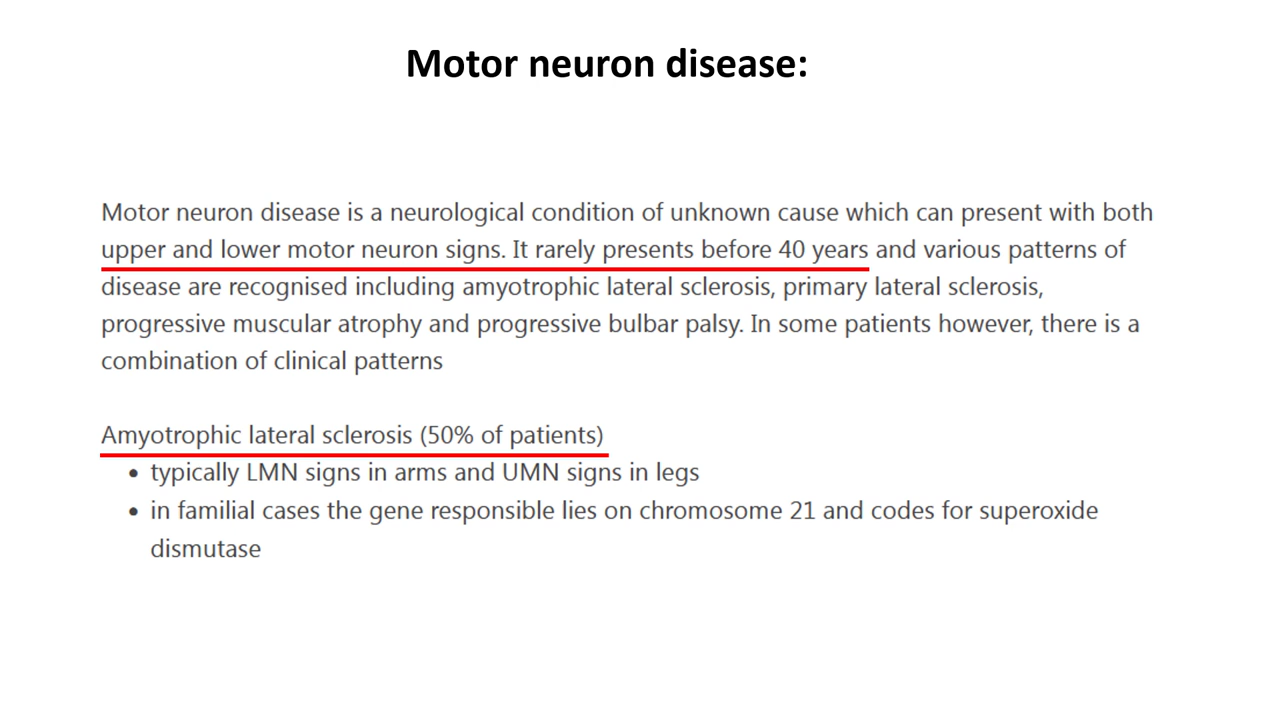 Motor neuron disease:
Motor neuron disease is a neurological condition of unknown cause which can present with both
upper and lower motor neuron signs. It rarely presents before 40 years and various patterns of
disease are recognised including amyotrophic lateral sclerosis, primary lateral sclerosis,
progressive muscular atrophy and progressive bulbar palsy. In some patients however, there is a
combination of clinical patterns
Amyotrophic lateral sclerosis (50% of patients)
• typically LMN signs in arms and UMN signs in legs
• in familial cases the gene responsible lies on chromosome 21 and codes for superoxide
dismutase